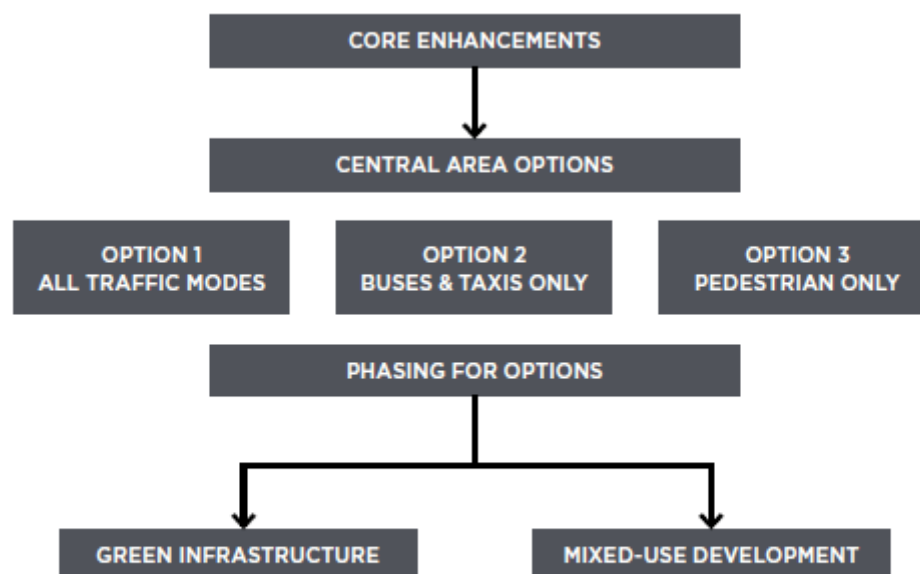 CORE ENHANCEMENTS
CENTRAL AREA OPTIONS
OPTION 1
ALL TRAFFIC MODES
OPTION 2
BUSES & TAXIS ONLY
OPTION 3
PEDESTRIAN ONLY
PHASING FOR OPTIONS
GREEN INFRASTRUCTURE
MIXED-USE DEVELOPMENT